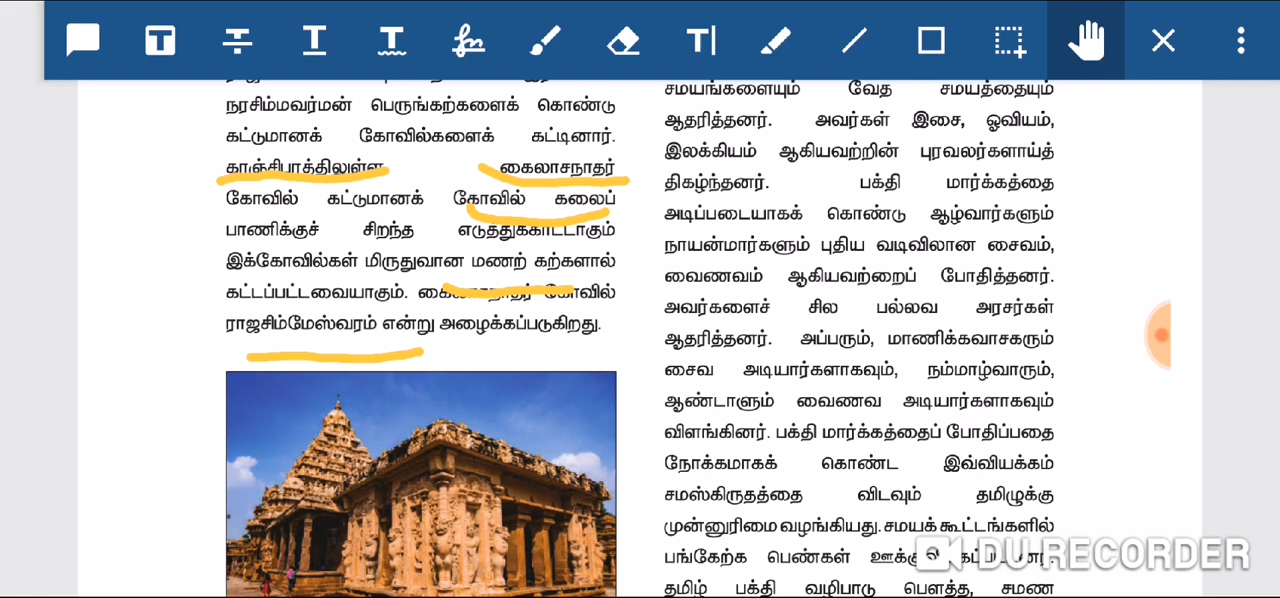 நரசிம்மவர்மன் பெருங்கற்களைக் கொண்டு
கட்டுமானக் கோவில்களைக் கட்டினார்.
காஞ்சிபுரத்திலுள்ள கைலாசநாதர்
கோவில் கட்டுமானக் கோவில் கலைப்
பாணிக்குச் சிறந்த எடுத்துக்காட்டாகும்
இக்கோவில்கள் மிருதுவான மணற் கற்களால்
கட்டப்பட்டவையாகும். கைலாசநாதர் கோவில்
ராஜசிம்மேஸ்வரம் என்று அழைக்கப்படுகிறது.
சமயங்களையும் வேத சமயத்தையும்
ஆதரித்தனர். அவர்கள் இசை, ஓவியம்,
இலக்கியம் ஆகியவற்றின் புரவலர்களாய்த்
திகழ்ந்தனர். பக்தி மார்க்கத்தை
அடிப்படையாகக் கொண்டு ஆழ்வார்களும்
நாயன்மார்களும் புதிய வடிவிலான சைவம்,
வைணவம் ஆகியவற்றைப் போதித்தனர்.
அவர்களைச் சில பல்லவ அரசர்கள்
ஆதரித்தனர். அப்பரும், மாணிக்கவாசகரும்
சைவ அடியார்களாகவும், நம்மாழ்வாரும்,
ஆண்டாளும் வைணவ அடியார்களாகவும்
விளங்கினர். பக்தி மார்க்கத்தைப் போதிப்பதை
நோக்கமாகக் கொண்ட இவ்வியக்கம்
சமஸ்கிருதத்தை விடவும் தமிழுக்கு
முன்னுரிமை வழங்கியது. சமயக் கூட்டங்களில்
பங்கேற்க பெண்கள்
தமிழ் பக்தி வழிபாடு பௌத்த, சமண
DU RECORDER